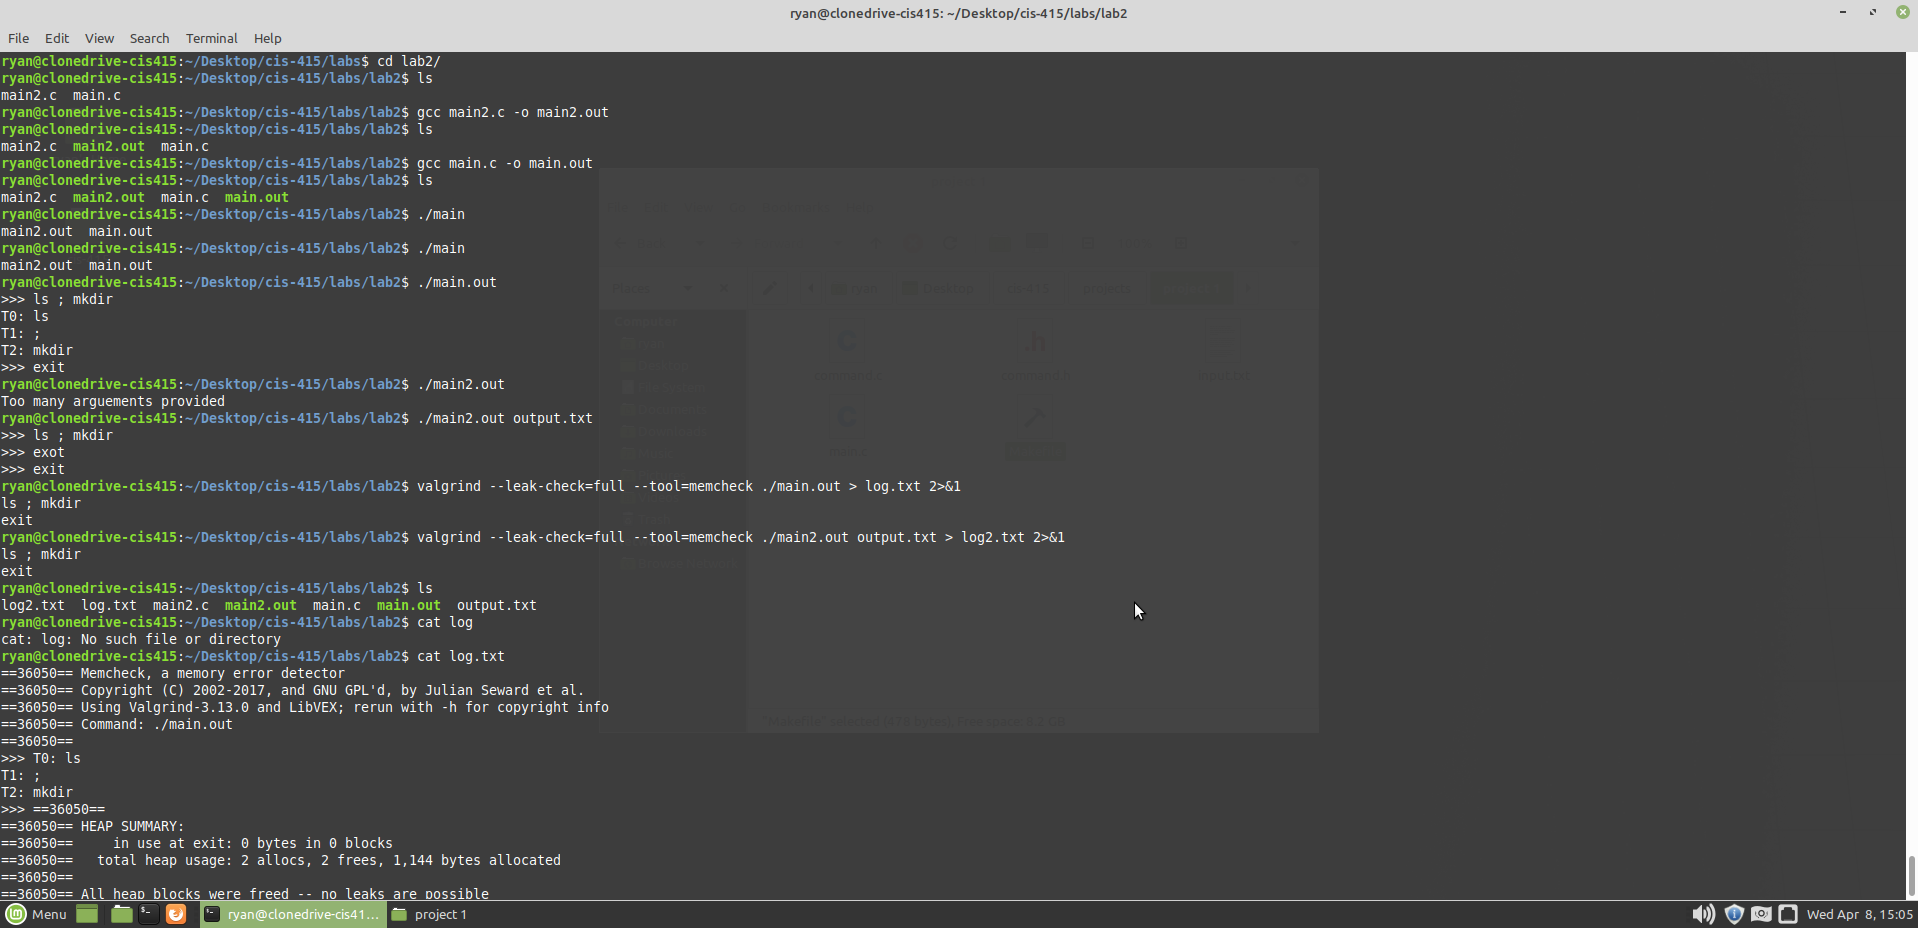 ryan@clonedrive-cis415: ~/Desktop/cis-415/labs/lab2
File Edit View Search Terminal Help
ryan@clonedrive-cis415:~/Desktop/cis-415/labs$ cd lab2/
ryan@clonedrive-cis415:~/Desktop/cis-415/labs/lab2$ ls
main2.c  main.c
ryan@clonedrive-cis415:~/Desktop/cis-415/labs/lab2$ gcc main2.c -o main2.out
ryan@clonedrive-cis415:~/Desktop/cis-415/labs/lab2$ ls
main2.c  main2.out  main.c
ryan@clonedrive-cis415:~/Desktop/cis-415/labs/lab2$ gcc main.c -o main.out
ryan@clonedrive-cis415:~/Desktop/cis-415/labs/lab2$ ls
main2.c  main2.out  main.c  main.out
ryan@clonedrive-cis415:~/Desktop/cis-415/labs/lab2$ ./main
main2.out  main.out
ryan@clonedrive-cis415:~/Desktop/cis-415/labs/lab2$ ./main
main2.out  main.out
ryan@clonedrive-cis415:~/Desktop/cis-415/labs/lab2$ ./main.out
>>> ls ; mkdir
T0: ls
T1: ;
T2: mkdir
>>> exit
ryan@clonedrive-cis415:~/Desktop/cis-415/labs/lab2$ ./main2.out
Too many arguements provided
ryan@clonedrive-cis415:~/Desktop/cis-415/labs/lab2$ ./main2.out output.txt
>>> ls ; mkdir
>>> exot
>>> exit
ryan@clonedrive-cis415:~/Desktop/cis-415/labs/lab2$ valgrind --leak-check=full --tool=memcheck ./main.out > log.txt 2>&1
ls ; mkdir
exit
ryan@clonedrive-cis415:~/Desktop/cis-415/labs/lab2$ valgrind --leak-check=full --tool=memcheck ./main2.out output.txt > log2.txt 2>&1
ls ; mkdir
exit
ryan@clonedrive-cis415:~/Desktop/cis-415/labs/lab2$ ls
log2.txt  log.txt  main2.c  main2.out  main.c  main.out  output.txt
ryan@clonedrive-cis415:~/Desktop/cis-415/labs/lab2$ cat log
cat: log: No such file or directory
ryan@clonedrive-cis415:~/Desktop/cis-415/labs/lab2$ cat log.txt
==36050== Memcheck, a memory error detector
==36050== Copyright (C) 2002-2017, and GNU GPL'd, by Julian Seward et al.
==36050== Using Valgrind-3.13.0 and LibVEX; rerun with -h for copyright info
==36050== Command: ./main.out
==36050==
>>> T0: ls
T1: ;
T2: mkdir
>>> ==36050==
==36050== HEAP SUMMARY:
==36050==     in use at exit: 0 bytes in 0 blocks
==36050==   total heap usage: 2 allocs, 2 frees, 1,144 bytes allocated
==36050==
==36050== All heap blocks were freed -- no leaks are possible
Menu ryan@clonedrive-cis41... project 1 Wed Apr 8, 15:05